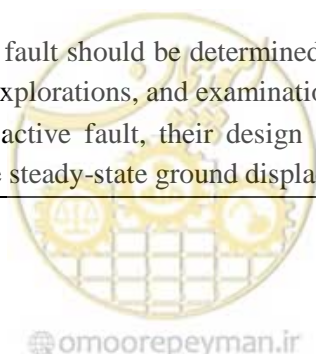 fault should be determined
xplorations, and examinatio
active fault, their design
steady-state ground displa
@omoorepeyman.ir